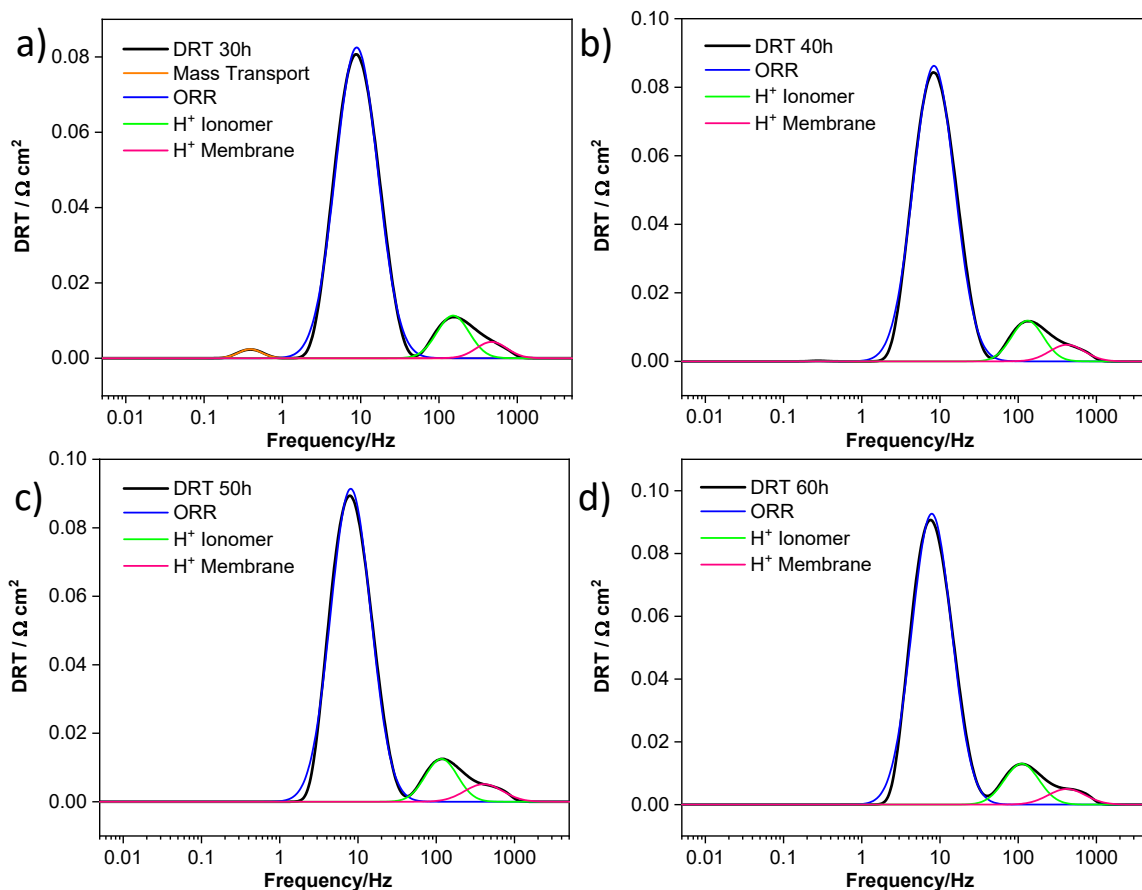 a)
DRT 30h
Mass Transport
ORR
H⁺ Ionomer
H⁺ Membrane
0.08
0.06
0.04
0.02
0.00
DRT / Ω cm²
0.01 0.1 1 10 100 1000
Frequency/Hz
b)
DRT 40h
ORR
H⁺ Ionomer
H⁺ Membrane
0.10
0.08
0.06
0.04
0.02
0.00
DRT / Ω cm²
0.01 0.1 1 10 100 1000
Frequency/Hz
c)
DRT 50h
ORR
H⁺ Ionomer
H⁺ Membrane
0.10
0.08
0.06
0.04
0.02
0.00
DRT / Ω cm²
0.01 0.1 1 10 100 1000
Frequency/Hz
d)
DRT 60h
ORR
H⁺ Ionomer
H⁺ Membrane
0.10
0.08
0.06
0.04
0.02
0.00
DRT / Ω cm²
0.01 0.1 1 10 100 1000
Frequency/Hz